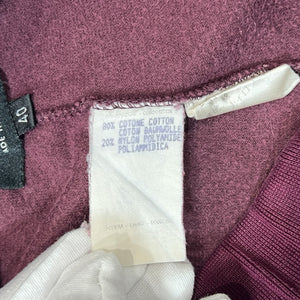 40
80% COTONE COTTON
COTON BAUMWOLLE
20% NYLON POLYAMIDE
POLIAMMIDICA